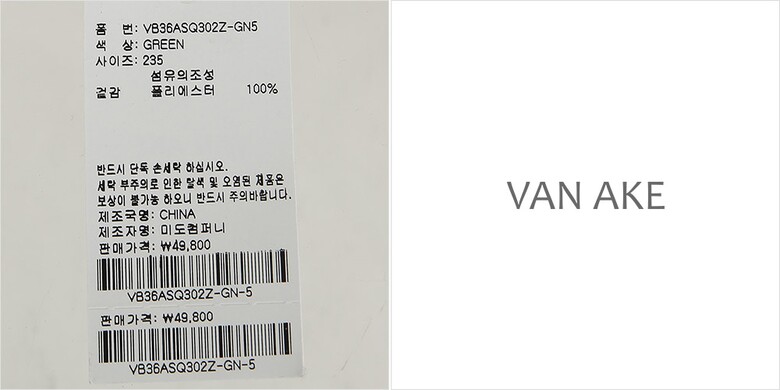 품 번: VB36ASQ302Z-GN5
색 상: GREEN
사이즈: 235
섬유의조성
겉감 폴리에스터 100%
반드시 단독 손세탁 하십시오.
세탁 부주의로 인한 탈색 및 오염된 제품은
보상이 불가능 하오니 반드시 주의바랍니다.
제조국명: CHINA
제조자명: 미도컴퍼니
판매가격: ₩49,800
VB36ASQ302Z-GN-5
판매가격: ₩49,800
VB36ASQ302Z-GN-5
VAN AKE